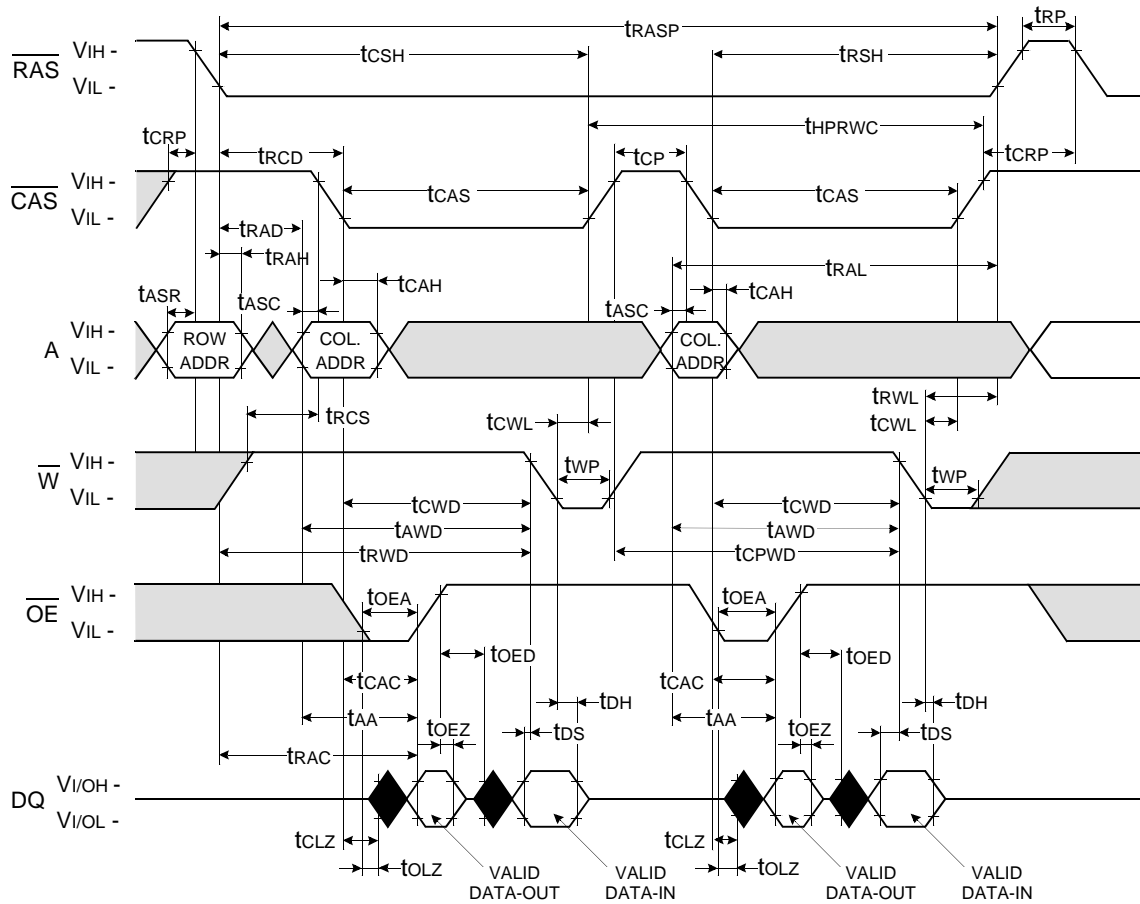 tRASP
tRP
tCSH
tRSH
RAS
VIH -
VIL -
tHPRWC
tCRP
tRCD
tCP
tCRP
CAS
VIH -
VIL -
tCAS
tCAS
tRAD
tRAH
tRAL
tASR
tASC
tCAH
tASC
tCAH
A
VIH -
VIL -
ROW
ADDR
COL.
ADDR
COL.
ADDR
tRCS
tCWL
tRWL
tCWL
W
VIH -
VIL -
tWP
tWP
tCWD
tCWD
tAWD
tAWD
tRWD
tCPWD
OE
VIH -
VIL -
tOEA
tOEA
tOED
tOED
tCAC
tCAC
tDH
tDH
tAA
tOEZ
tDS
tAA
tOEZ
tDS
tRAC
DQ
VI/OH -
VI/OL -
tCLZ
tOLZ
tCLZ
tOLZ
VALID
DATA-OUT
VALID
DATA-IN
VALID
DATA-OUT
VALID
DATA-IN